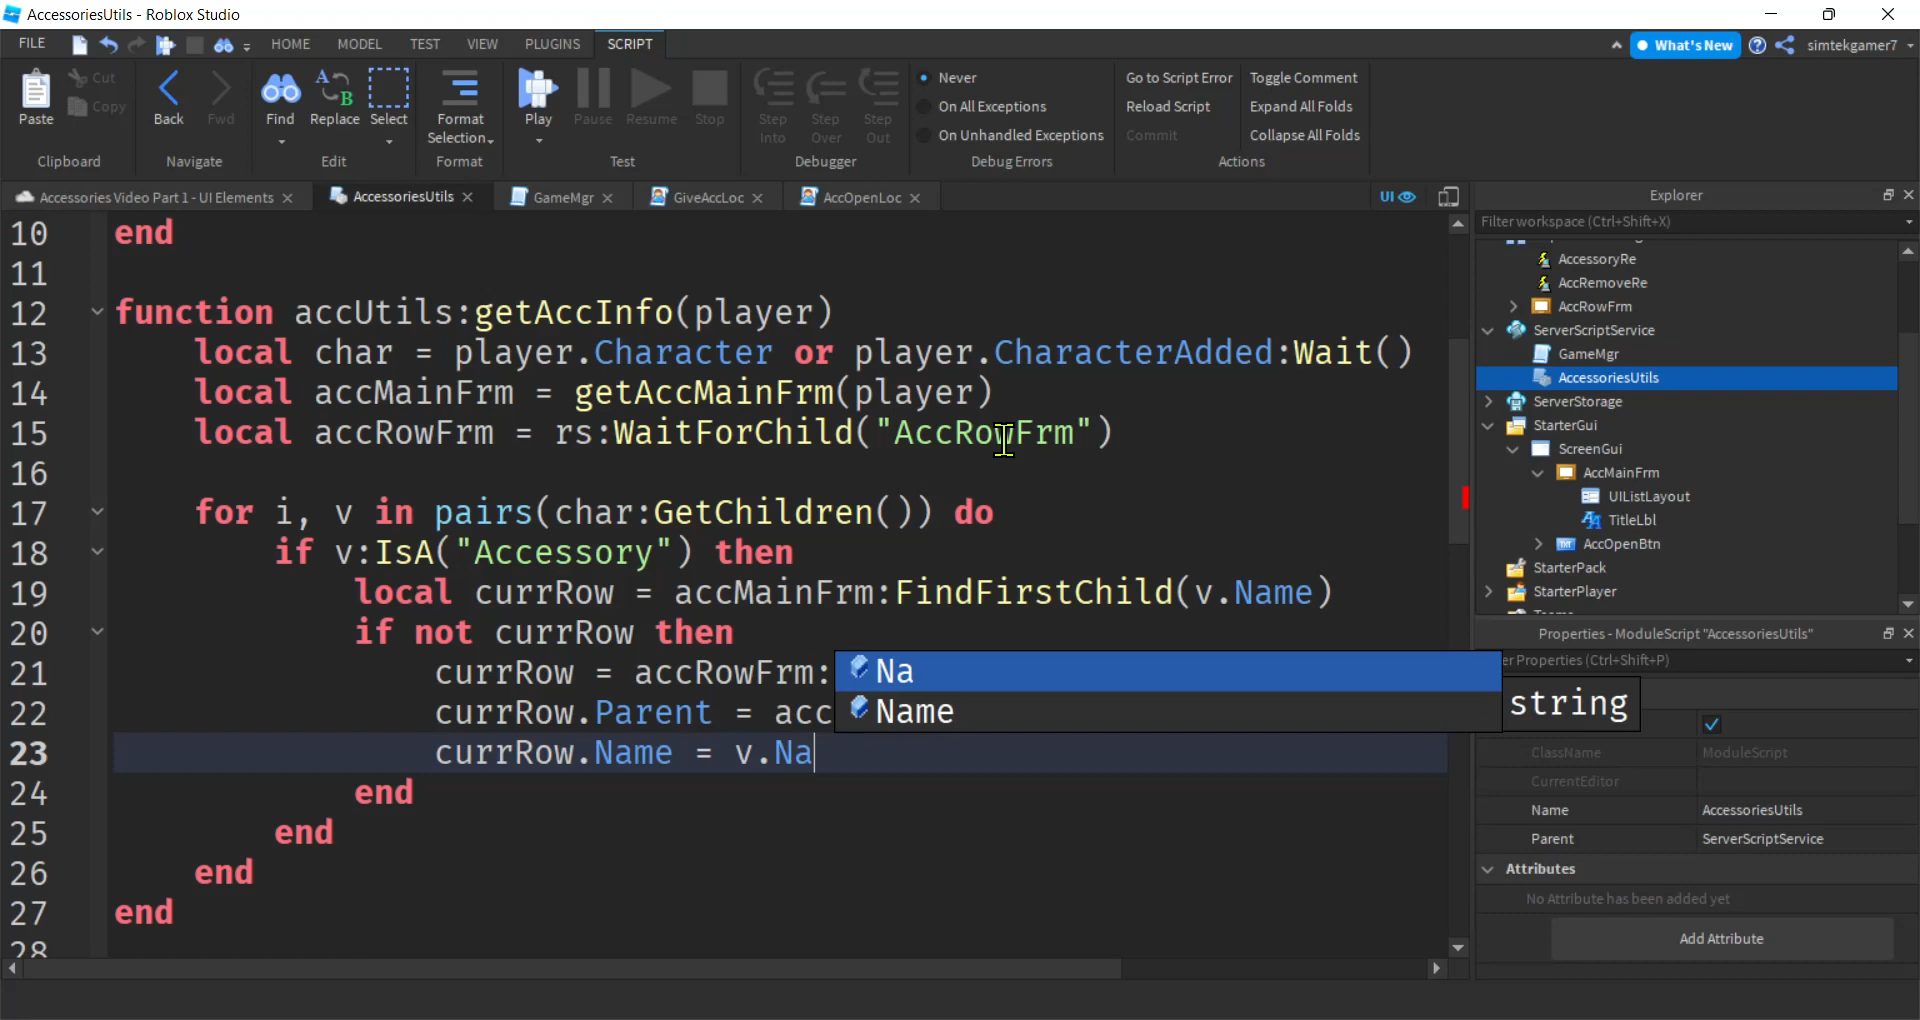 AccessoriesUtils - Roblox Studio
FILE HOME MODEL TEST VIEW PLUGINS SCRIPT What's New simtekgamer7
Paste Cut Copy Back Fwd Find Replace Select Format Selection Play Pause Resume Stop Step Into Step Over Step Out
Never Go to Script Error Toggle Comment
On All Exceptions Reload Script Expand All Folds
On Unhandled Exceptions Commit Collapse All Folds
Clipboard Navigate Edit Format Test Debugger Debug Errors Actions
Accessories Video Part 1 - UI Elements AccessoriesUtils GameMgr GiveAccLoc AccOpenLoc UI
10 end
11
12 function accUtils:getAccInfo(player)
13 local char = player.Character or player.CharacterAdded:Wait()
14 local accMainFrm = getAccMainFrm(player)
15 local accRowFrm = rs:WaitForChild("AccRowFrm")
16
17 for i, v in pairs(char:GetChildren()) do
18 if v:IsA("Accessory") then
19 local currRow = accMainFrm:FindFirstChild(v.Name)
20 if not currRow then
21 currRow = accRowFrm:
22 currRow.Parent = acc
23 currRow.Name = v.Na
24 end
25 end
26 end
27 end
28
Na
Name
string
Explorer
Filter workspace (Ctrl+Shift+X)
AccessoryRe
AccRemoveRe
AccRowFrm
ServerScriptService
GameMgr
AccessoriesUtils
ServerStorage
StarterGui
ScreenGui
AccMainFrm
UIListLayout
TitleLbl
TXT AccOpenBtn
StarterPack
StarterPlayer
Properties - ModuleScript "AccessoriesUtils"
er Properties (Ctrl+Shift+P)
ClassName ModuleScript
CurrentEditor
Name AccessoriesUtils
Parent ServerScriptService
Attributes
No Attribute has been added yet
Add Attribute